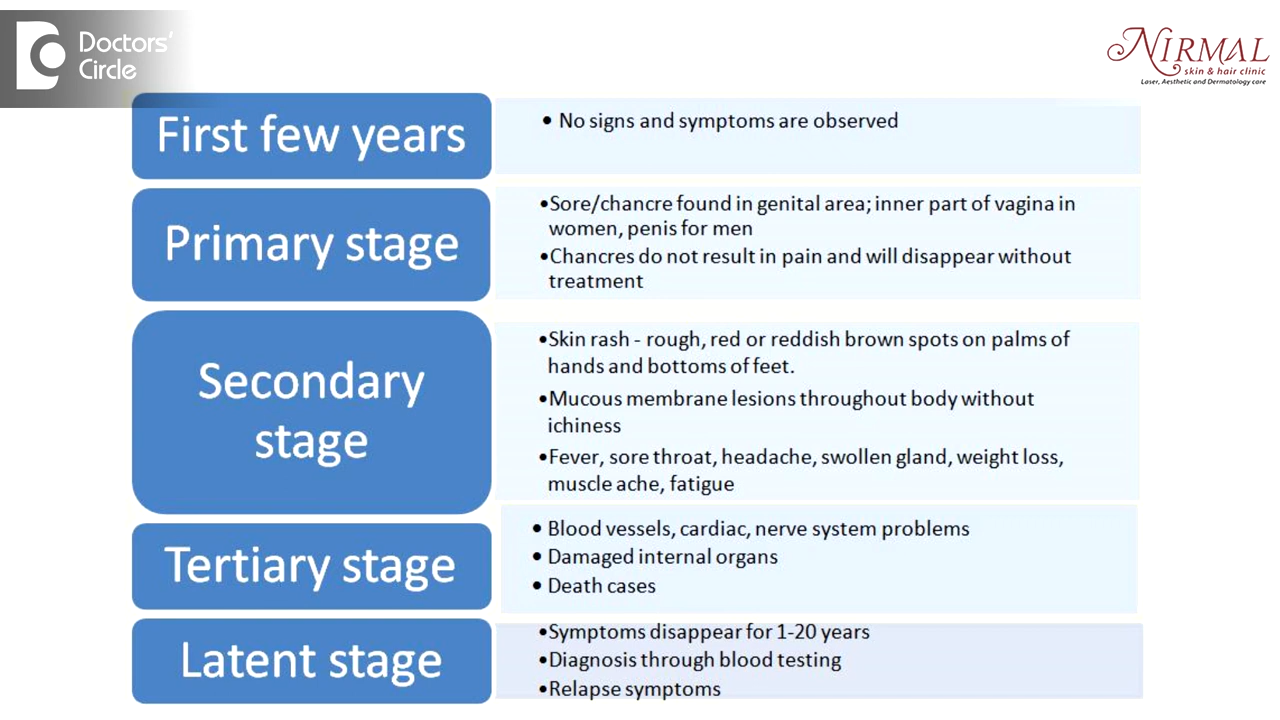 Doctors'
Circle
NIRMAL
skin & hair clinic
Laser, Aesthetic and Dermatology care
First few years
• No signs and symptoms are observed
Primary stage
•Sore/chancre found in genital area; inner part of vagina in
women, penis for men
•Chancres do not result in pain and will disappear without
treatment
Secondary
stage
•Skin rash - rough, red or reddish brown spots on palms of
hands and bottoms of feet.
•Mucous membrane lesions throughout body without
ichiness
•Fever, sore throat, headache, swollen gland, weight loss,
muscle ache, fatigue
Tertiary stage
• Blood vessels, cardiac, nerve system problems
• Damaged internal organs
• Death cases
Latent stage
•Symptoms disappear for 1-20 years
•Diagnosis through blood testing
•Relapse symptoms